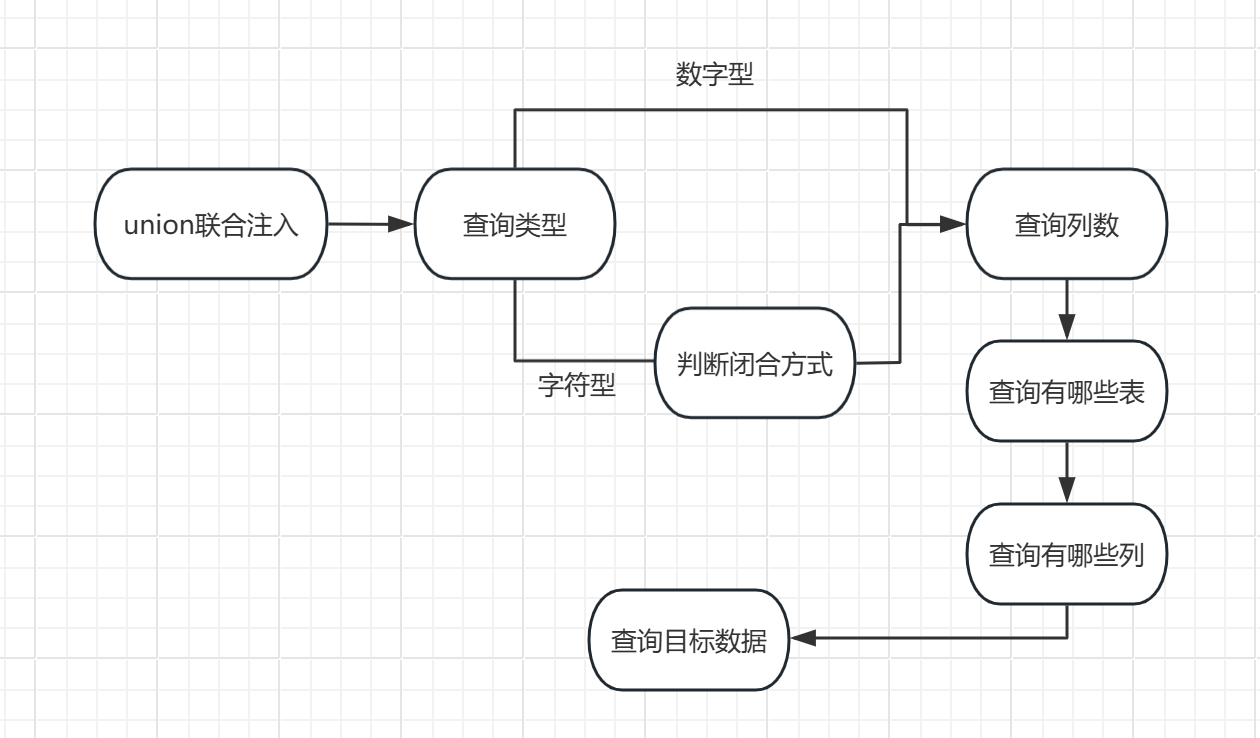 数字型
union联合注入
查询类型
查询列数
判断闭合方式
字符型
查询有哪些表
查询有哪些列
查询目标数据